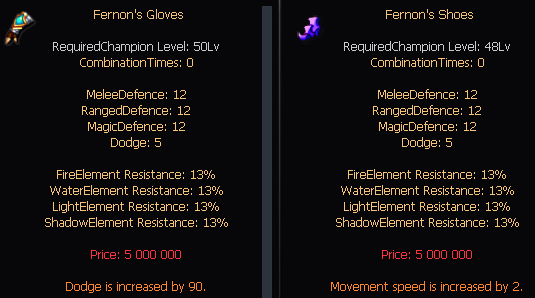 Fernon's Gloves
RequiredChampion Level: 50Lv
CombinationTimes: 0
MeleeDefence: 12
RangedDefence: 12
MagicDefence: 12
Dodge: 5
FireElement Resistance: 13%
WaterElement Resistance: 13%
LightElement Resistance: 13%
ShadowElement Resistance: 13%
Price: 5 000 000
Dodge is increased by 90.
Fernon's Shoes
RequiredChampion Level: 48Lv
CombinationTimes: 0
MeleeDefence: 12
RangedDefence: 12
MagicDefence: 12
Dodge: 5
FireElement Resistance: 13%
WaterElement Resistance: 13%
LightElement Resistance: 13%
ShadowElement Resistance: 13%
Price: 5 000 000
Movement speed is increased by 2.